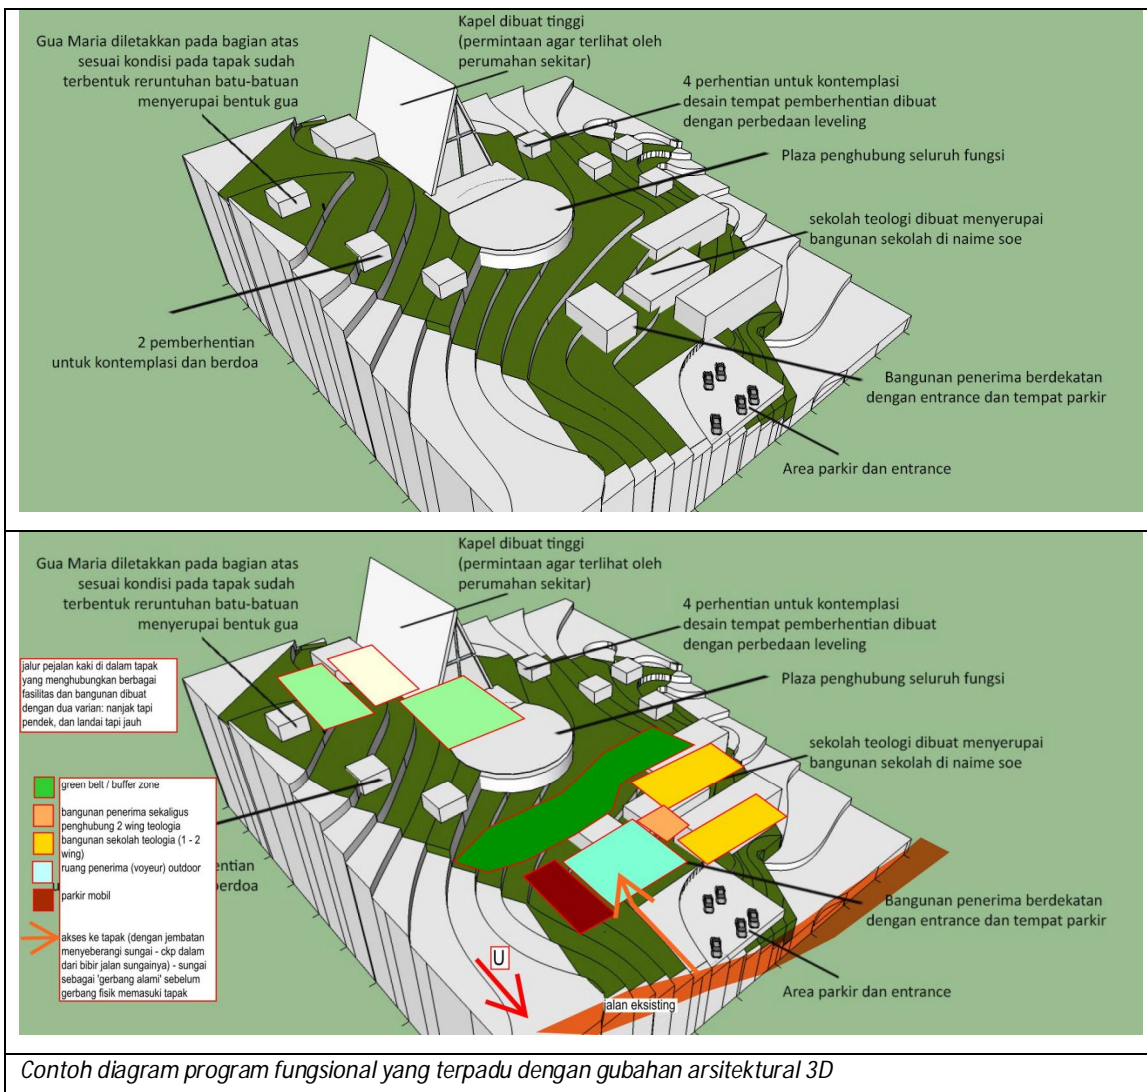 Kapel dibuat tinggi
(permintaan agar terlihat oleh
perumahan sekitar)
Gua Maria diletakkan pada bagian atas
sesuai kondisi pada tapak sudah
terbentuk reruntuhan batu-batuan
menyerupai bentuk gua
4 perhentian untuk kontemplasi
desain tempat pemberhentian dibuat
dengan perbedaan leveling
Plaza penghubung seluruh fungsi
sekolah teologi dibuat menyerupai
bangunan sekolah di naime soe
2 pemberhentian
untuk kontemplasi dan berdoa
Bangunan penerima berdekatan
dengan entrance dan tempat parkir
Area parkir dan entrance
Kapel dibuat tinggi
(permintaan agar terlihat oleh
perumahan sekitar)
Gua Maria diletakkan pada bagian atas
sesuai kondisi pada tapak sudah
terbentuk reruntuhan batu-batuan
menyerupai bentuk gua
4 perhentian untuk kontemplasi
desain tempat pemberhentian dibuat
dengan perbedaan leveling
jalur pejalan kaki di dalam tapak
yang menghubungkan berbagai
fasilitas dan bangunan dibuat
dengan dua varian: nanjak tapi
pendek, dan landai tapi jauh
Plaza penghubung seluruh fungsi
sekolah teologi dibuat menyerupai
bangunan sekolah di naime soe
green belt / buffer zone
bangunan penerima sekaligus
penghubung 2 wing teologia
bangunan sekolah teologia (1 - 2
wing)
ruang penerima (voyeur) outdoor
parkir mobil
akses ke tapak (dengan jembatan
menyeberangi sungai - ckp dalam
dari bibir jalan sungainya) - sungai
sebagai 'gerbang alami' sebelum
gerbang fisik memasuki tapak
entian
berdoa
Bangunan penerima berdekatan
dengan entrance dan tempat parkir
U
Area parkir dan entrance
jalan eksisting
Contoh diagram program fungsional yang terpadu dengan gubahan arsitektural 3D